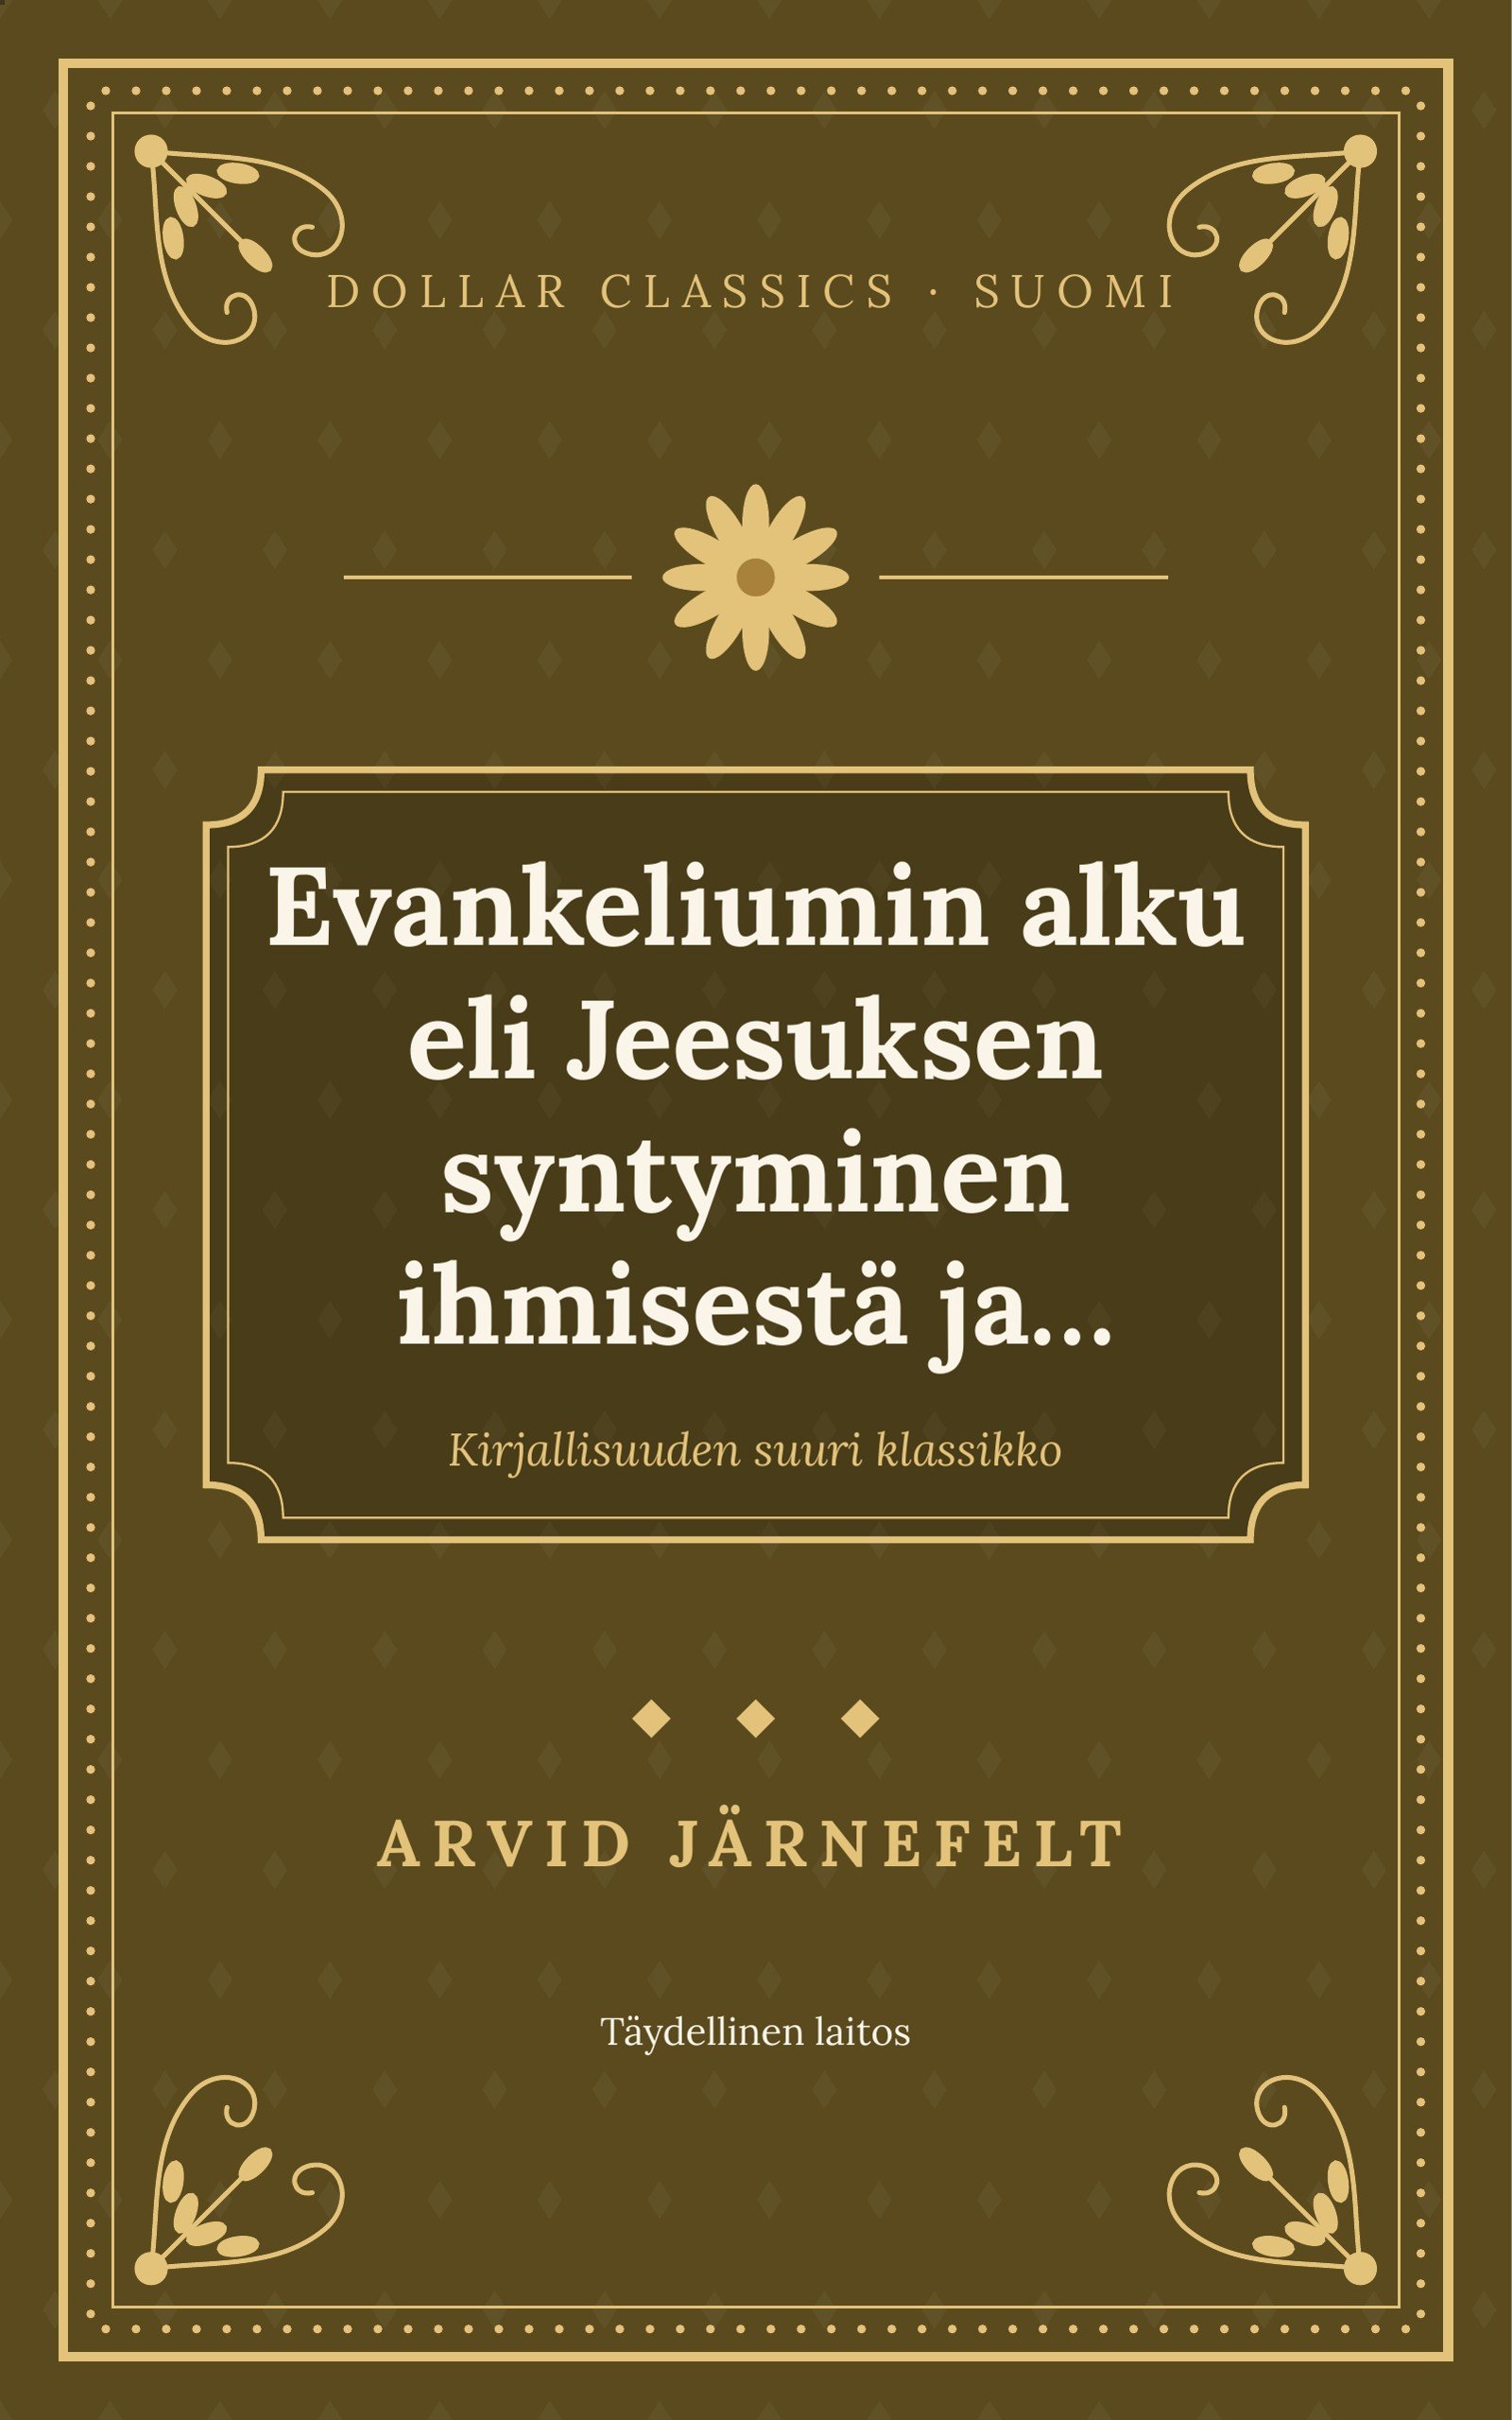 DOLLAR CLASSICS · SUOMI
Evankeliumin alku
eli Jeesuksen
syntyminen
ihmisestä ja...
Kirjallisuuden suuri klassikko
ARVID JÄRNEFELT
Täydellinen laitos